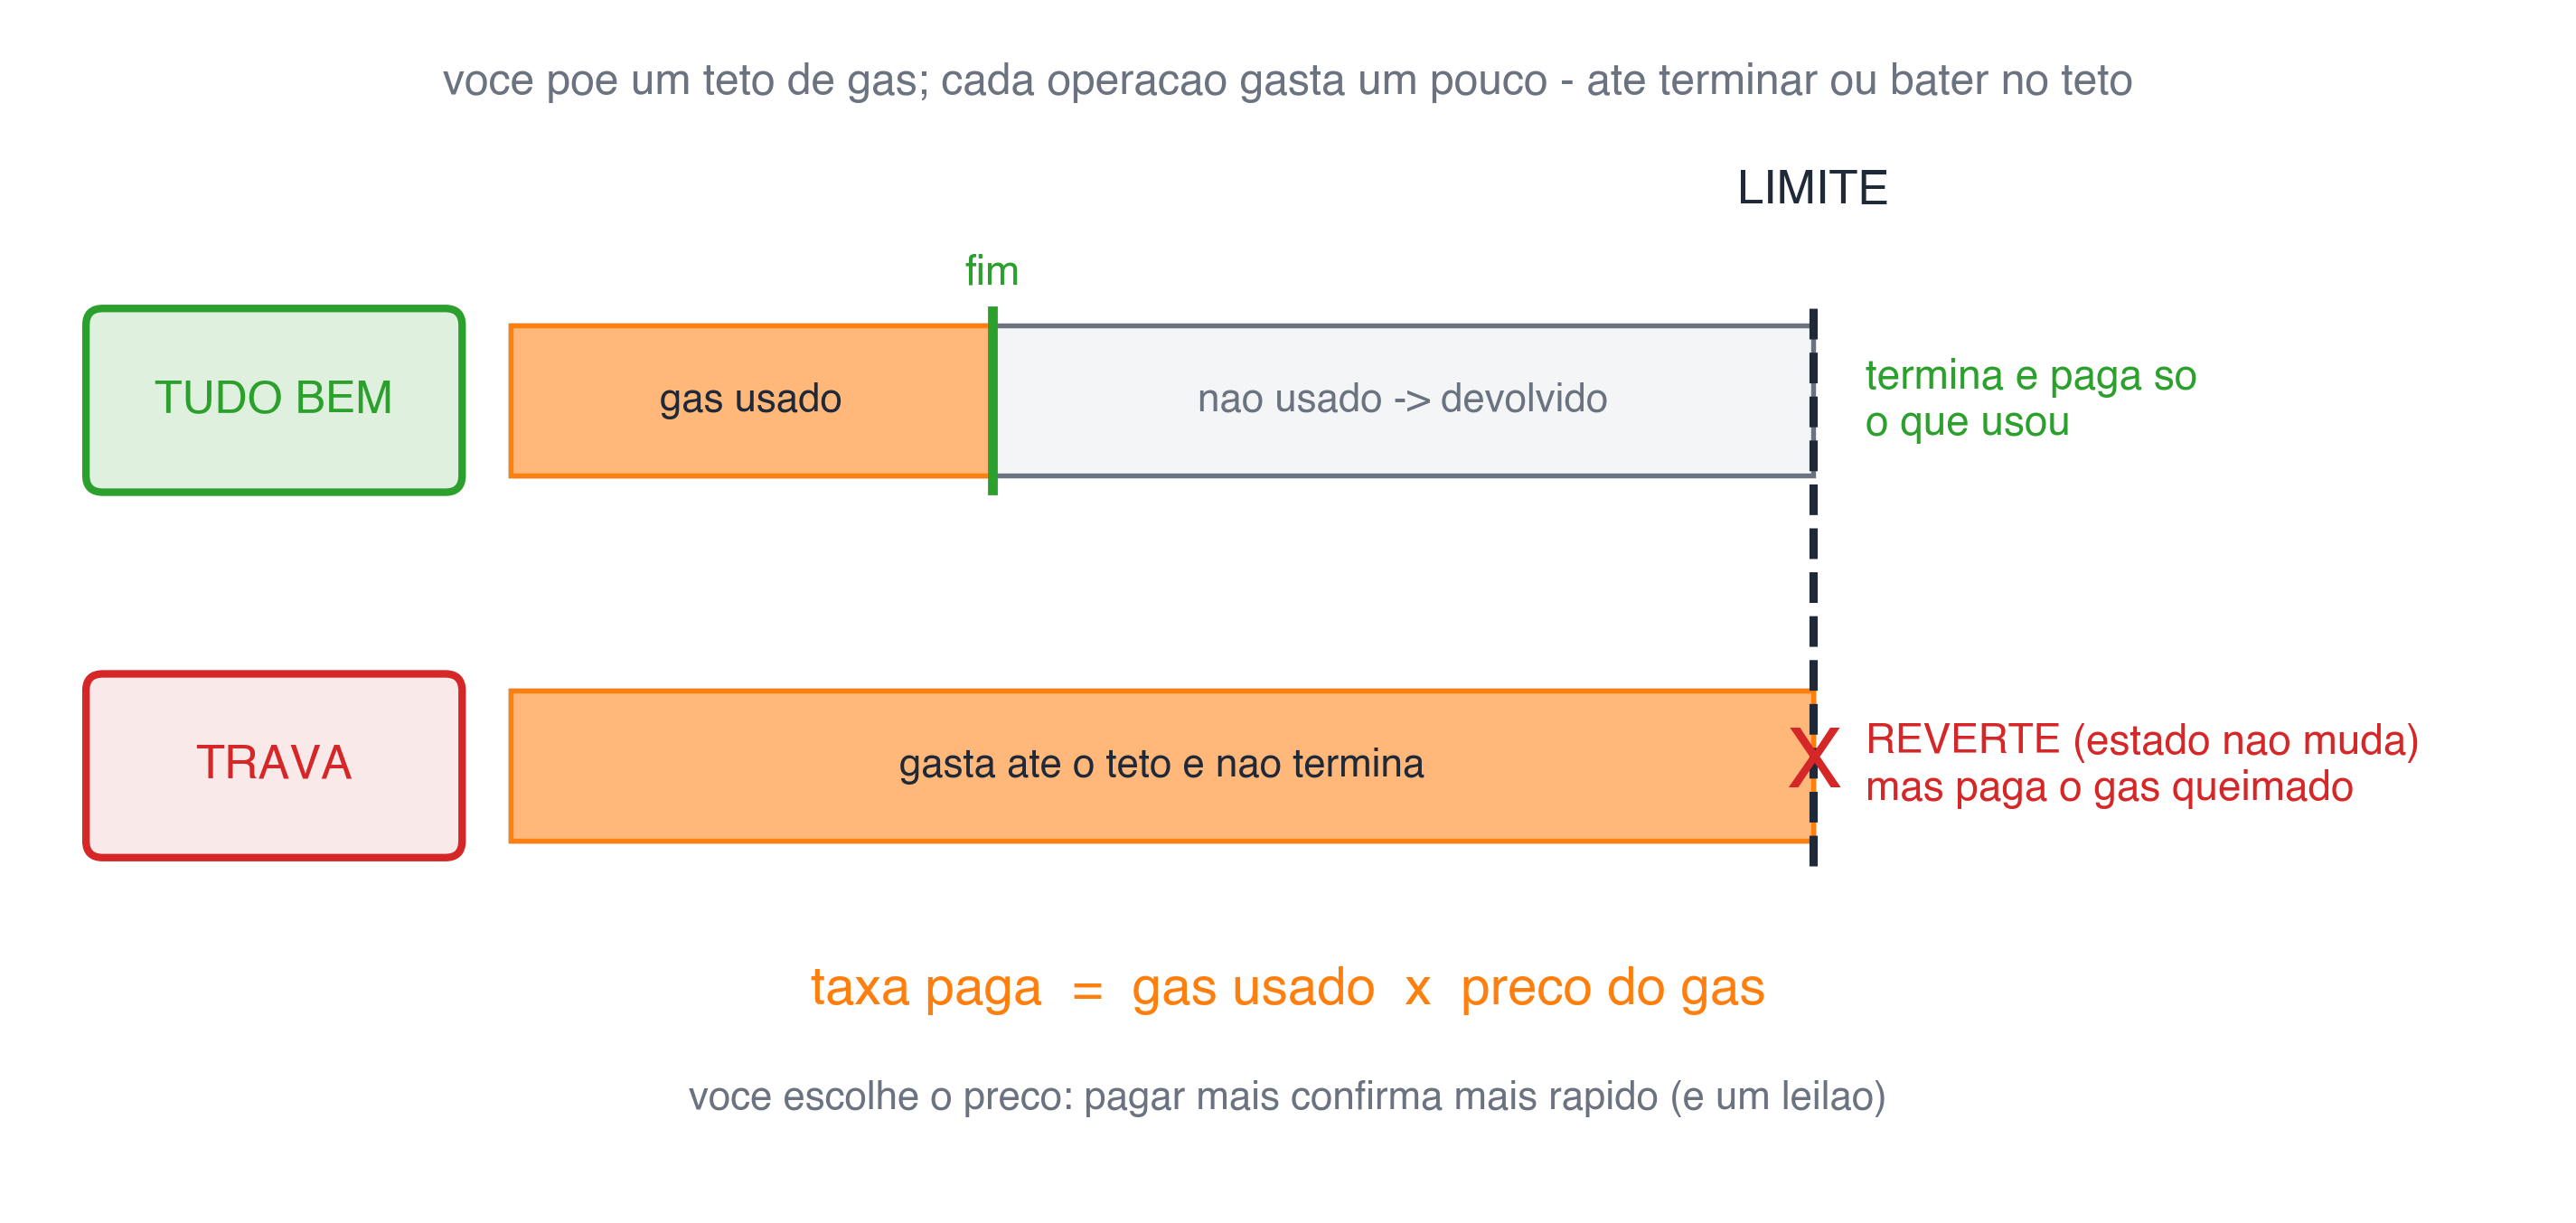 voce poe um teto de gas; cada operacao gasta um pouco - ate terminar ou bater no teto
LIMITE
fim
TUDO BEM
gas usado
nao usado -> devolvido
termina e paga so
o que usou
TRAVA
gasta ate o teto e nao termina
X
REVERTE (estado nao muda)
mas paga o gas queimado
taxa paga = gas usado x preco do gas
voce escolhe o preco: pagar mais confirma mais rapido (e um leilao)